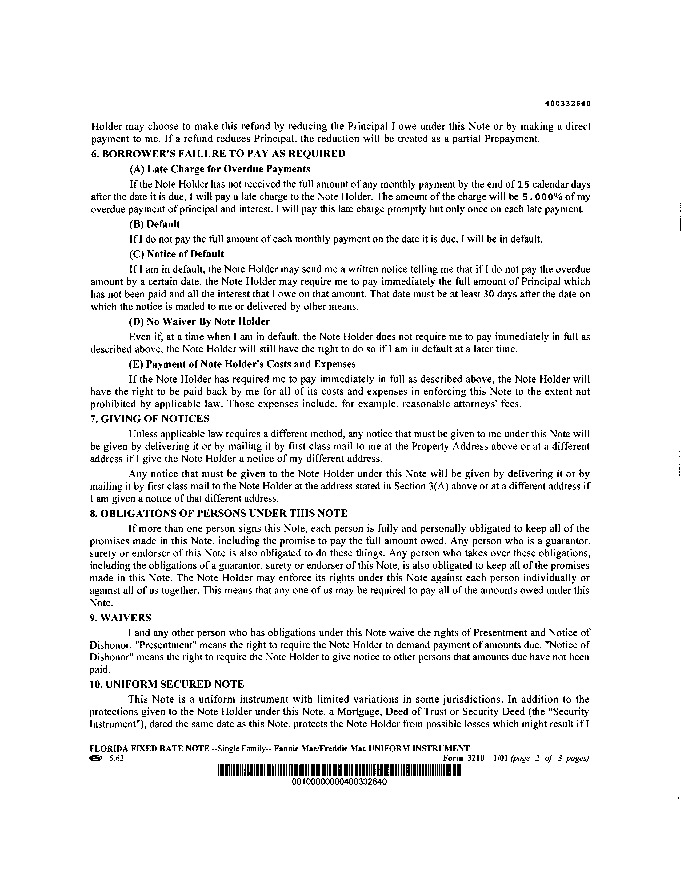 400332640
Holder may choose to make this refund by reducing the Principal I owe under this Note or by making a direct
payment to me. If a refund reduces Principal, the reduction will be treated as a partial Prepayment.
6. BORROWER'S FAILURE TO PAY AS REQUIRED
(A) Late Charge for Overdue Payments
If the Note Holder has not received the full amount of any monthly payment by the end of 15 calendar days
after the date it is due, I will pay a late charge to the Note Holder. The amount of the charge will be 5.000% of my
overdue payment of principal and interest. I will pay this late charge promptly but only once on each late payment.
(B) Default
If I do not pay the full amount of each monthly payment on the date it is due, I will be in default.
(C) Notice of Default
If I am in default, the Note Holder may send me a written notice telling me that if I do not pay the overdue
amount by a certain date, the Note Holder may require me to pay immediately the full amount of Principal which
has not been paid and all the interest that I owe on that amount. That date must be at least 30 days after the date on
which the notice is mailed to me or delivered by other means.
(D) No Waiver By Note Holder
Even if, at a time when I am in default, the Note Holder does not require me to pay immediately in full as
described above, the Note Holder will still have the right to do so if I am in default at a later time.
(E) Payment of Note Holder's Costs and Expenses
If the Note Holder has required me to pay immediately in full as described above, the Note Holder will
have the right to be paid back by me for all of its costs and expenses in enforcing this Note to the extent not
prohibited by applicable law. Those expenses include, for example, reasonable attorneys' fees.
7. GIVING OF NOTICES
Unless applicable law requires a different method, any notice that must be given to me under this Note will
be given by delivering it or by mailing it by first class mail to me at the Property Address above or at a different
address if I give the Note Holder a notice of my different address.
Any notice that must be given to the Note Holder under this Note will be given by delivering it or by
mailing it by first class mail to the Note Holder at the address stated in Section 3(A) above or at a different address if
I am given a notice of that different address.
8. OBLIGATIONS OF PERSONS UNDER THIS NOTE
If more than one person signs this Note, each person is fully and personally obligated to keep all of the
promises made in this Note, including the promise to pay the full amount owed. Any person who is a guarantor,
surety or endorser of this Note is also obligated to do these things. Any person who takes over these obligations,
including the obligations of a guarantor, surety or endorser of this Note, is also obligated to keep all of the promises
made in this Note. The Note Holder may enforce its rights under this Note against each person individually or
against all of us together. This means that any one of us may be required to pay all of the amounts owed under this
Note.
9. WAIVERS
I and any other person who has obligations under this Note waive the rights of Presentment and Notice of
Dishonor. "Presentment" means the right to require the Note Holder to demand payment of amounts due. "Notice of
Dishonor" means the right to require the Note Holder to give notice to other persons that amounts due have not been
paid.
10. UNIFORM SECURED NOTE
This Note is a uniform instrument with limited variations in some jurisdictions. In addition to the
protections given to the Note Holder under this Note, a Mortgage, Deed of Trust or Security Deed (the "Security
Instrument"), dated the same date as this Note, protects the Note Holder from possible losses which might result if I
FLORIDA FIXED RATE NOTE --Single Family-- Fannie Mae/Freddie Mac UNIFORM INSTRUMENT
5.62 Form 3210 1/01 (page 2 of 3 pages)
00100000000400332640